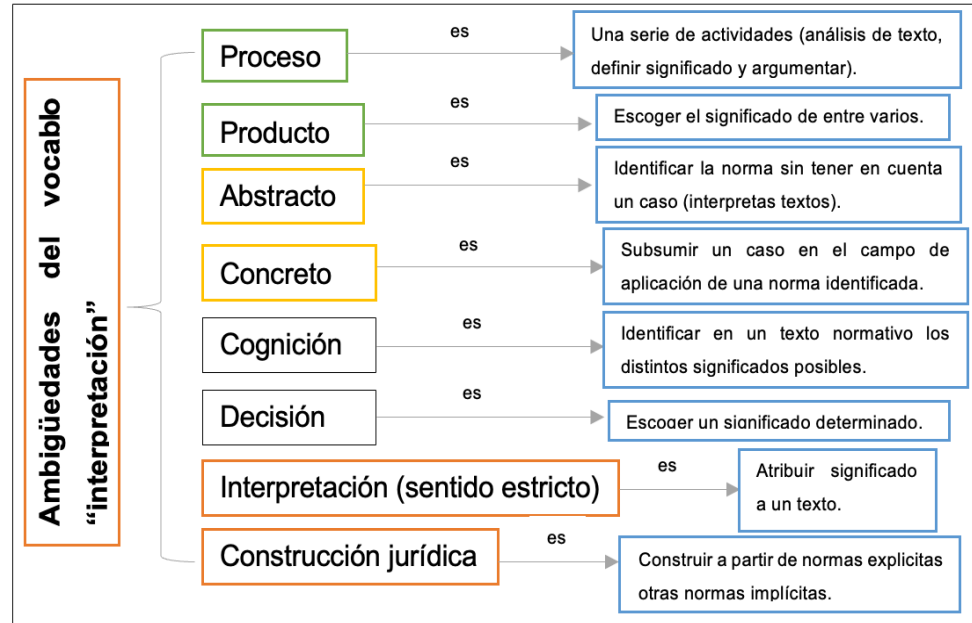 Ambigüedades del vocablo
“interpretación”
Proceso
es
Una serie de actividades (análisis de texto,
definir significado y argumentar).
Producto
es
Escoger el significado de entre varios.
Abstracto
es
Identificar la norma sin tener en cuenta
un caso (interpretas textos).
Concreto
es
Subsumir un caso en el campo de
aplicación de una norma identificada.
Cognición
es
Identificar en un texto normativo los
distintos significados posibles.
Decisión
es
Escoger un significado determinado.
Interpretación (sentido estricto)
es
Atribuir significado
a un texto.
Construcción jurídica
es
Construir a partir de normas explicitas
otras normas implícitas.